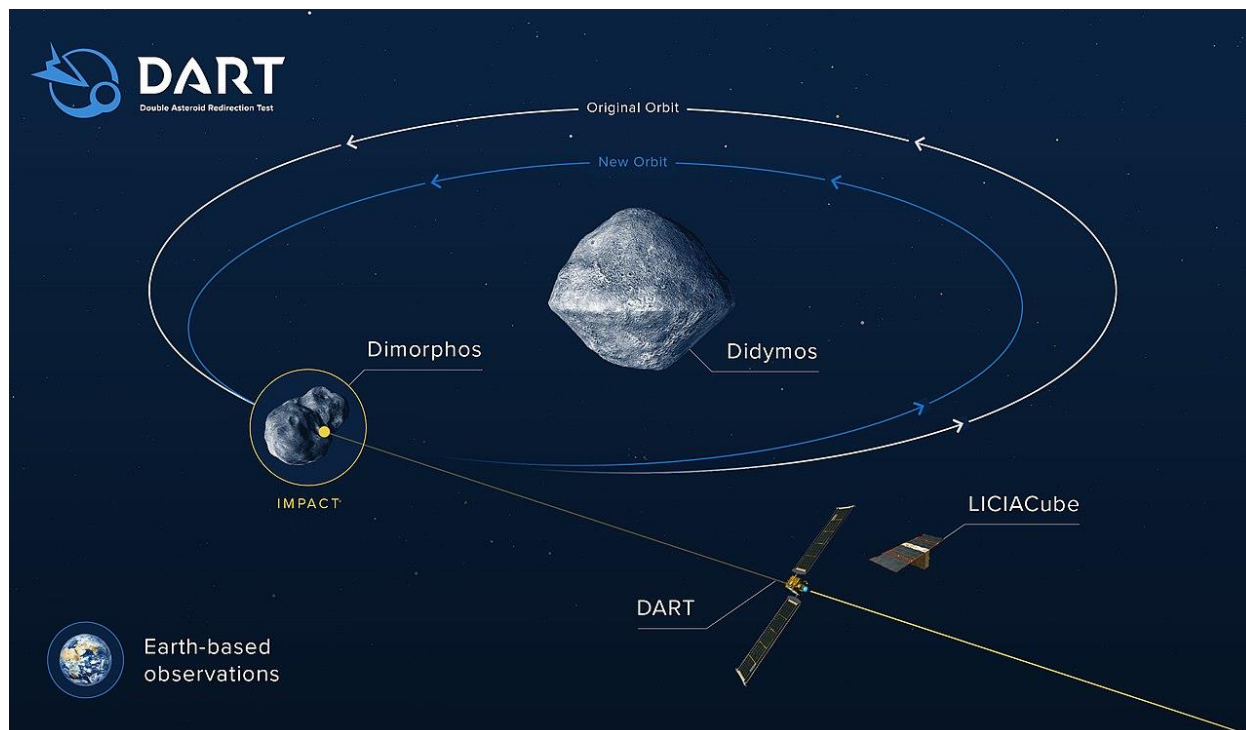 DART
Double Asteroid Redirection Test
Original Orbit
New Orbit
Dimorphos
Didymos
IMPACT
LICIACube
DART
Earth-based
observations